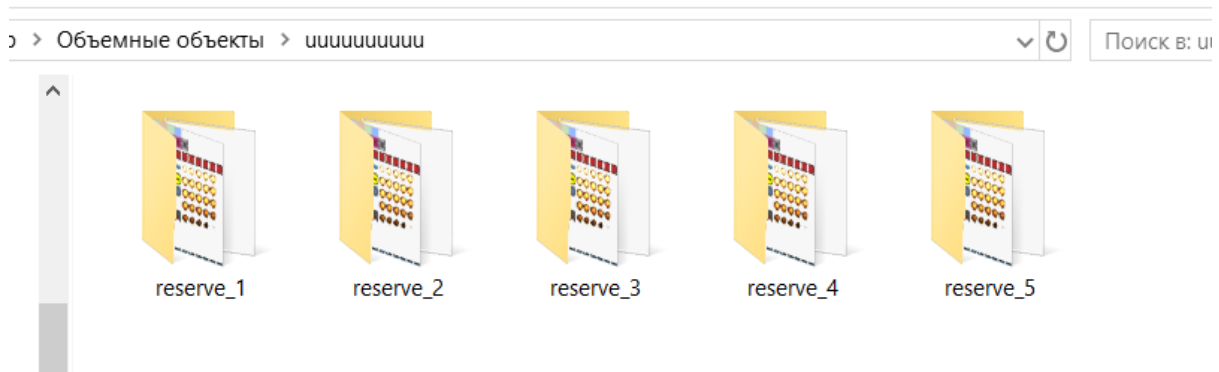 > Объемные объекты > uuuuuuuuuu
Поиск в:
reserve_1 reserve_2 reserve_3 reserve_4 reserve_5